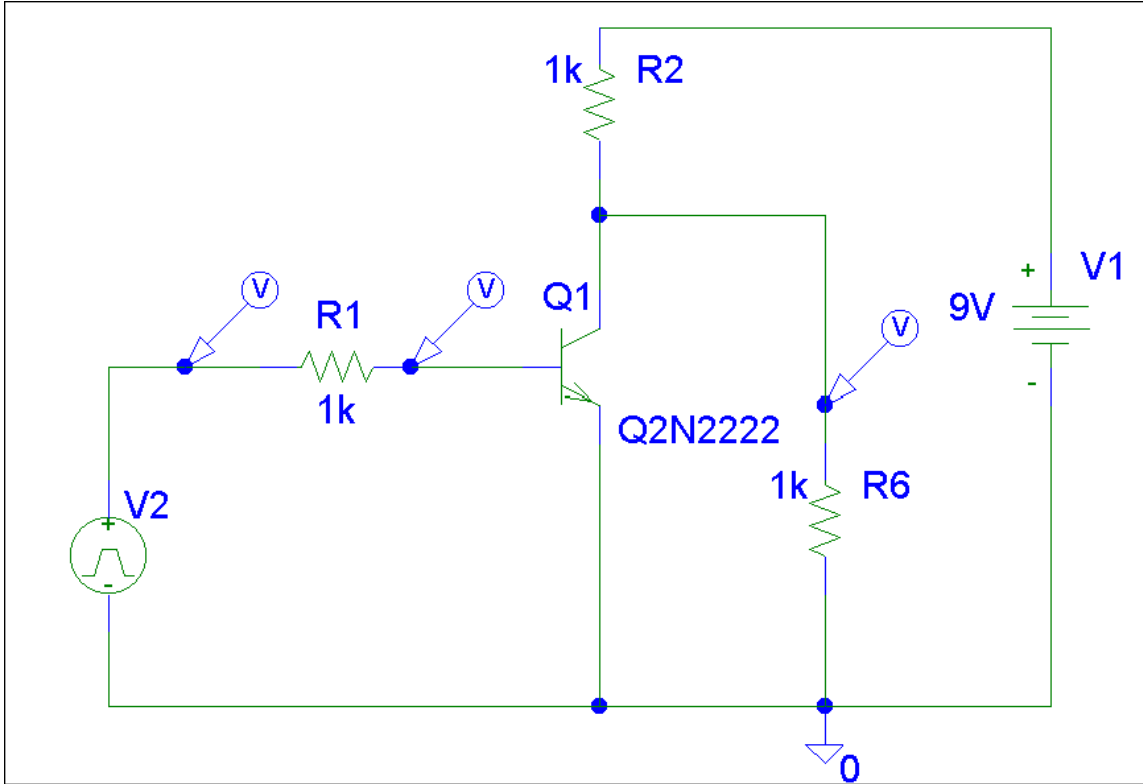 1k R2
V V Q1 V1
R1 + 9V
V
1k Q2N2222
V2 1k R6
+ -
-
0